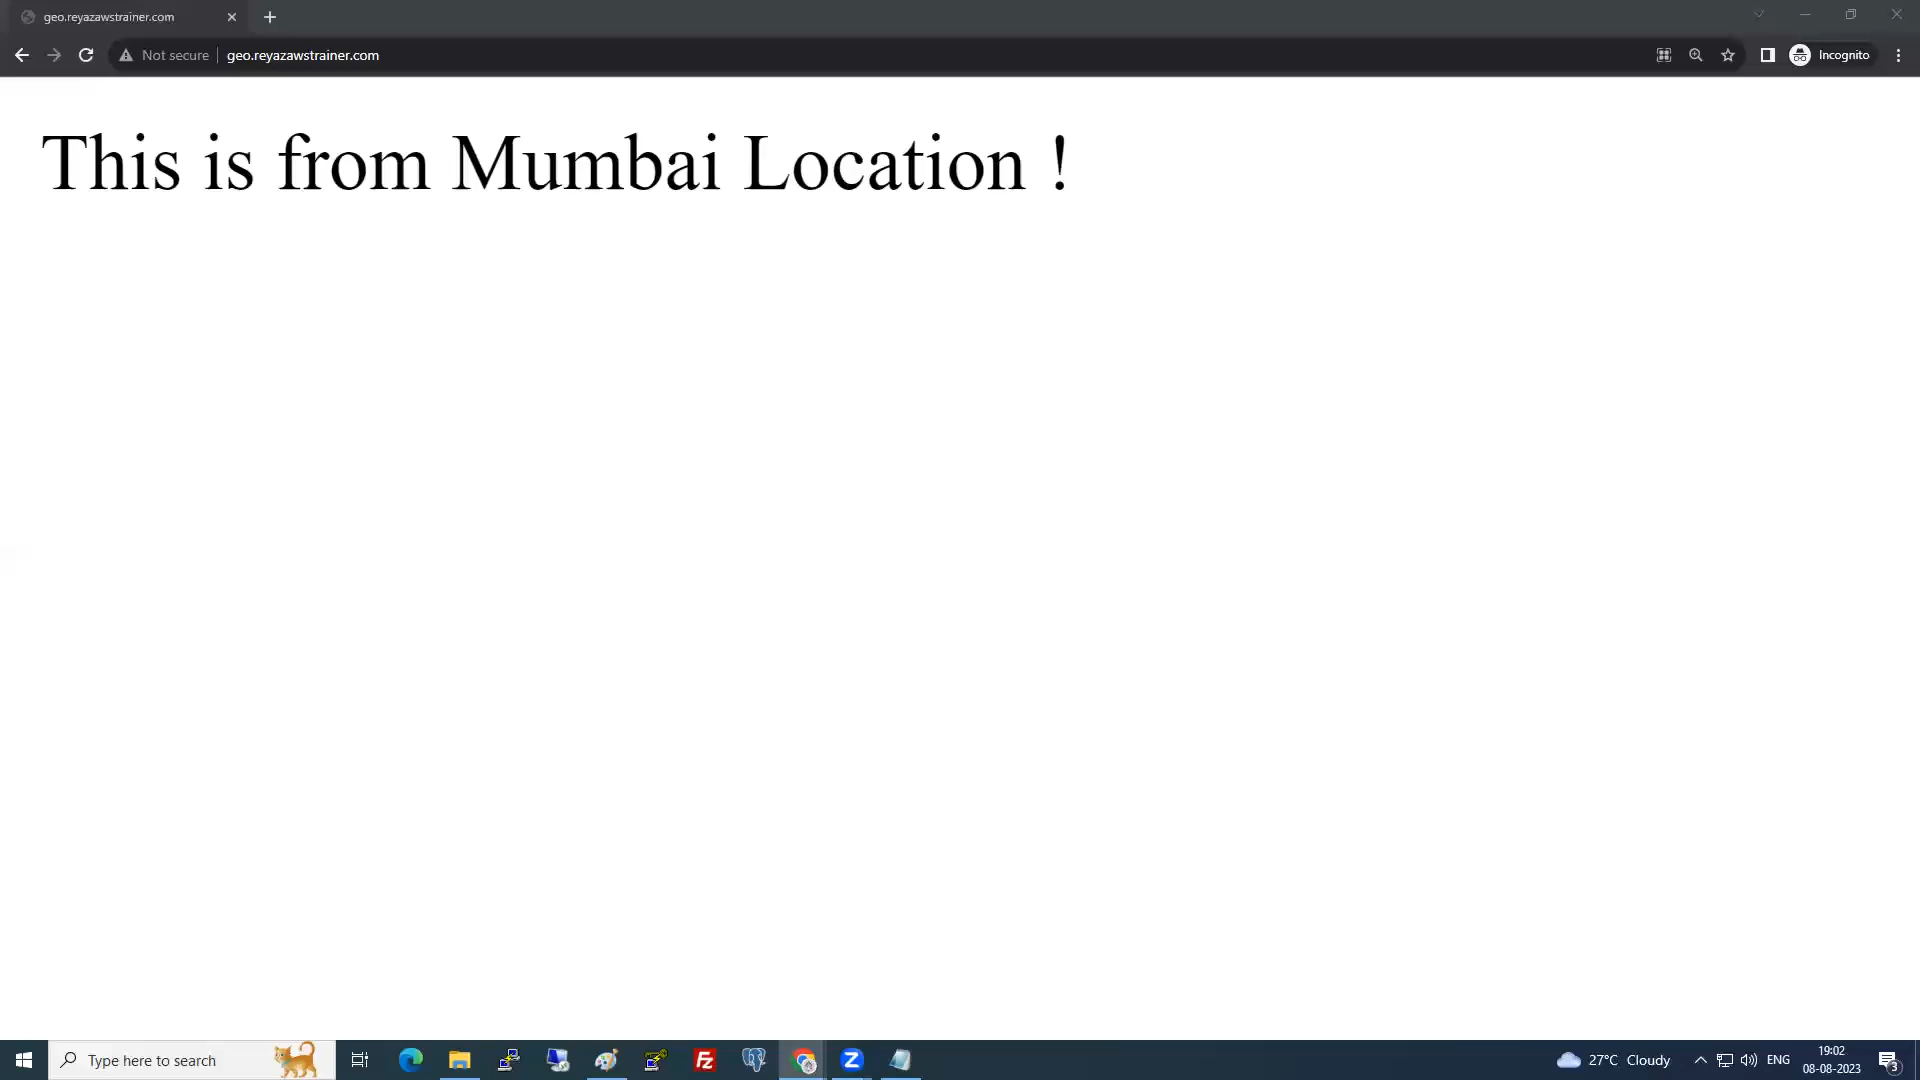 geo.reyazawstrainer.com
Not secure
geo.reyazawstrainer.com
Incognito
This is from Mumbai Location !
Type here to search
Fz
Z
27°C Cloudy
ENG
19:02
08-08-2023
3